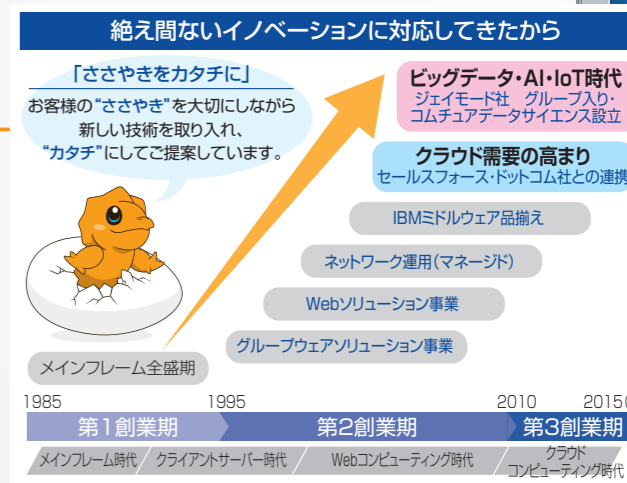 絶え間ないイノベーションに対応してきたから
「ささやきをカタチに」
お客様の“ささやき”を大切にしながら
新しい技術を取り入れ、
“カタチ”にしてご提案しています。
ビッグデータ・AI・IoT時代
ジェイモード社 グループ入り・
コムチュアデータサイエンス設立
クラウド需要の高まり
セールスフォース・ドットコム社との連携
IBMミドルウェア品揃え
ネットワーク運用(マネージド)
Webソリューション事業
グループウェアソリューション事業
メインフレーム全盛期
1985 1995 2010 2015
第1創業期 第2創業期 第3創業期
メインフレーム時代 クライアントサーバー時代 Webコンピューティング時代 クラウド
コンピューティング時代